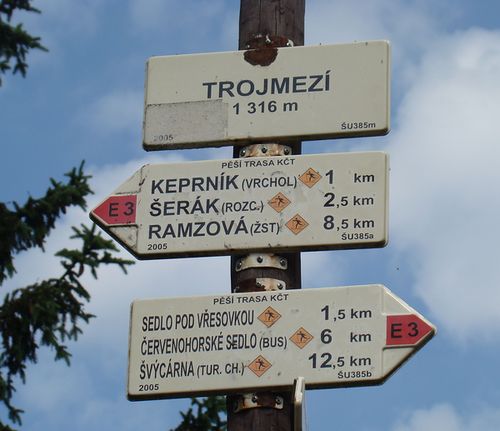 TROJMEZÍ
1 316 m
2005 ŠU385m
PĚŠÍ TRASA KČT
KEPRNÍK (VRCHOL) 1 km
E 3 ŠERÁK (ROZC.) 2,5 km
RAMZOVÁ (ŽST) 8,5 km
2005 ŠU385a
PĚŠÍ TRASA KČT
SEDLO POD VŘESOVKOU 1,5 km
ČERVENOHORSKÉ SEDLO (BUS) 6 km E 3
ŠVÝCÁRNA (TUR. CH.) 12,5 km
2005 ŠU385b